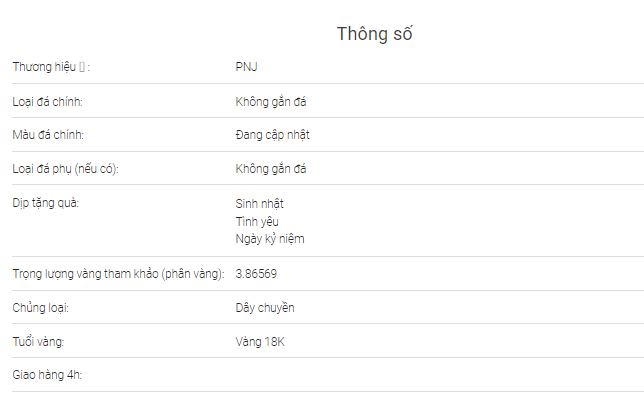 Thông số
Thương hiệu ▯ : PNJ
Loại đá chính: Không gắn đá
Màu đá chính: Đang cập nhật
Loại đá phụ (nếu có): Không gắn đá
Dịp tặng quà: Sinh nhật
Tình yêu
Ngày kỷ niệm
Trọng lượng vàng tham khảo (phân vàng): 3.86569
Chủng loại: Dây chuyền
Tuổi vàng: Vàng 18K
Giao hàng 4h: